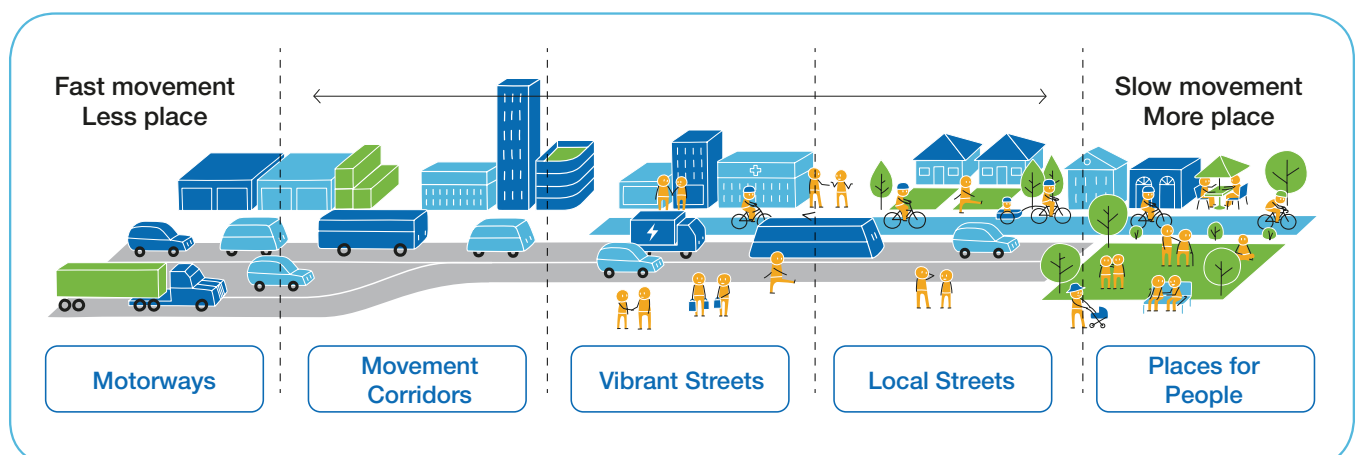 Fast movement
Less place
Slow movement
More place
Motorways
Movement
Corridors
Vibrant Streets
Local Streets
Places for
People